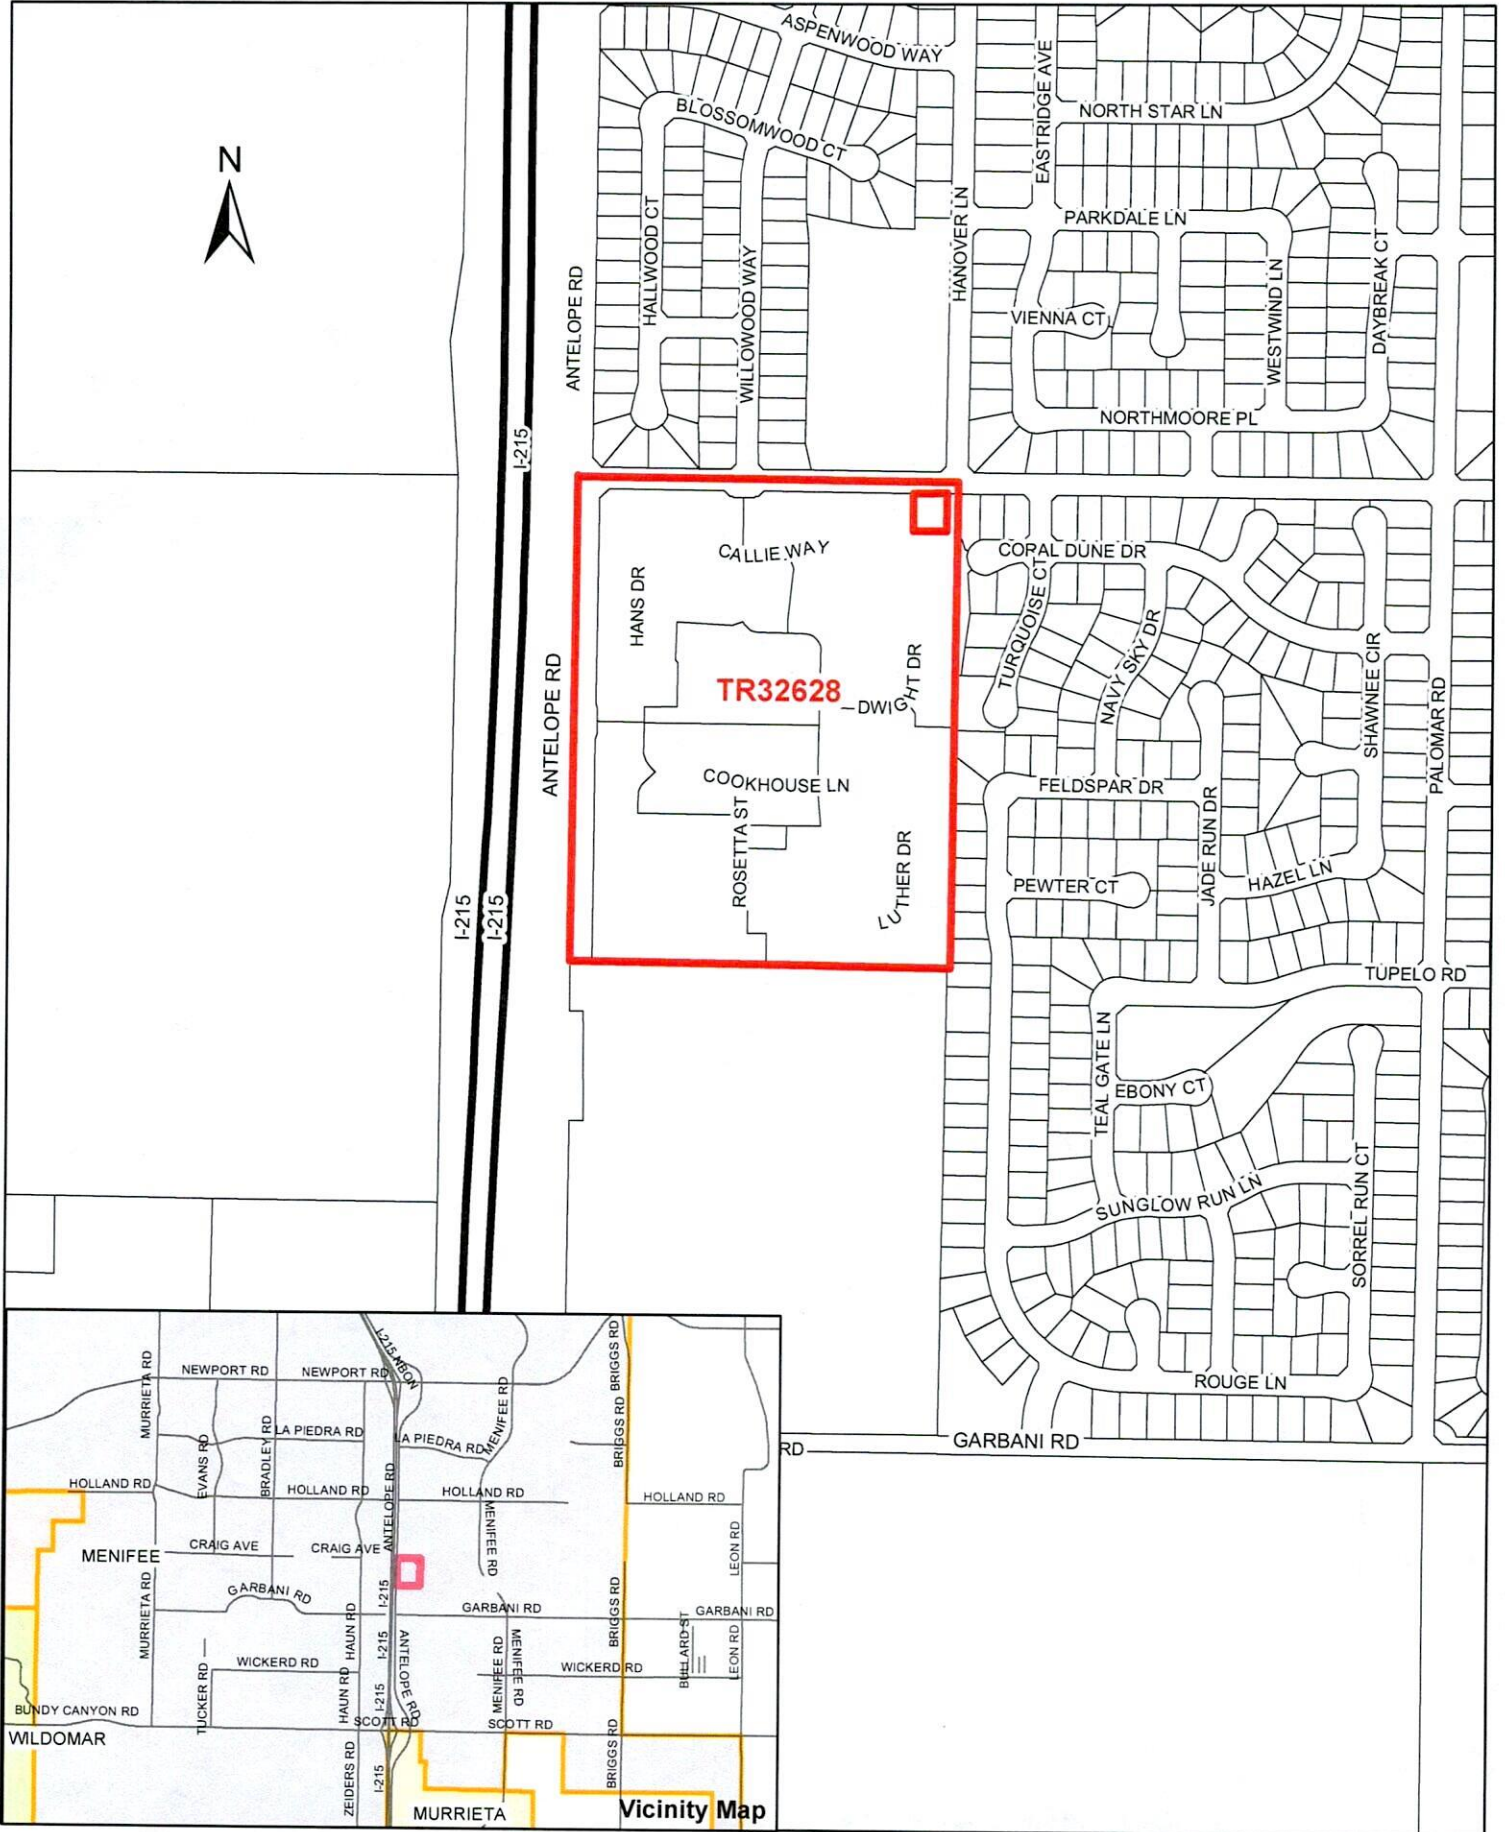 ASPENWOOD WAY
EASTRIDGE AVE
NORTH STAR LN
BLOSSOMWOOD CT
N
HALLWOOD CT
HANOVER LN
PARKDALE LN
ANTELOPE RD
WILLOWOOD WAY
VIENNA CT
WESTWIND LN
DAYBREAK CT
NORTHMOORE PL
I-215
CALLIE WAY
CORAL DUNE DR
HANS DR
TURQUOISE CT
NAVY SKY DR
SHAWNEE CIR
ANTELOPE RD
TR32628
DWIGHT DR
PALOMAR RD
COOKHOUSE LN
FELDSPAR DR
ROSETTA ST
JADE RUN DR
LUTHER DR
PEWTER CT
HAZEL LN
I-215
I-215
TUPELO RD
TEAL GATE LN
EBONY CT
SUNGLOW RUN LN
SORREL RUN CT
ROUGE LN
GARBANI RD
RD
I-215 NBON
MURRIETA RD
NEWPORT RD
NEWPORT RD
BRIGGS RD
MENIFEE RD
EVANS RD
BRADLEY RD
LA PIEDRA RD
LA PIEDRA RD
BRIGGS RD
HOLLAND RD
HOLLAND RD
ANTELOPE RD
HOLLAND RD
HOLLAND RD
MENIFEE RD
MENIFEE
CRAIG AVE
CRAIG AVE
LEON RD
MURRIETA RD
GARBANI RD
I-215
GARBANI RD
BRIGGS RD
GARBANI RD
HAUN RD
I-215
ANTELOPE RD
MENIFEE RD
MENIFEE RD
BULLARD ST
LEON RD
TUCKER RD
WICKERD RD
WICKERD RD
HAUN RD
I-215
BUNDY CANYON RD
SCOTT RD
SCOTT RD
WILDOMAR
ZEIDERS RD
I-215
BRIGGS RD
MURRIETA
Vicinity Map